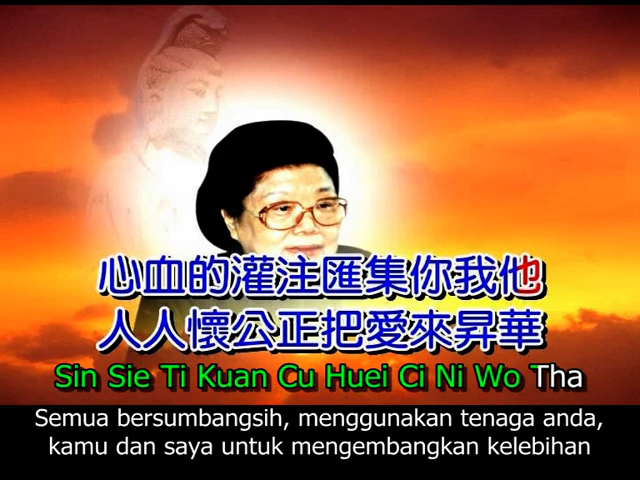 心血的灌注匯集你我他
人人懷公正把愛來昇華
Sin Sie Ti Kuan Cu Huei Ci Ni Wo Tha
Semua bersumbangsih, menggunakan tenaga anda,
kamu dan saya untuk mengembangkan kelebihan